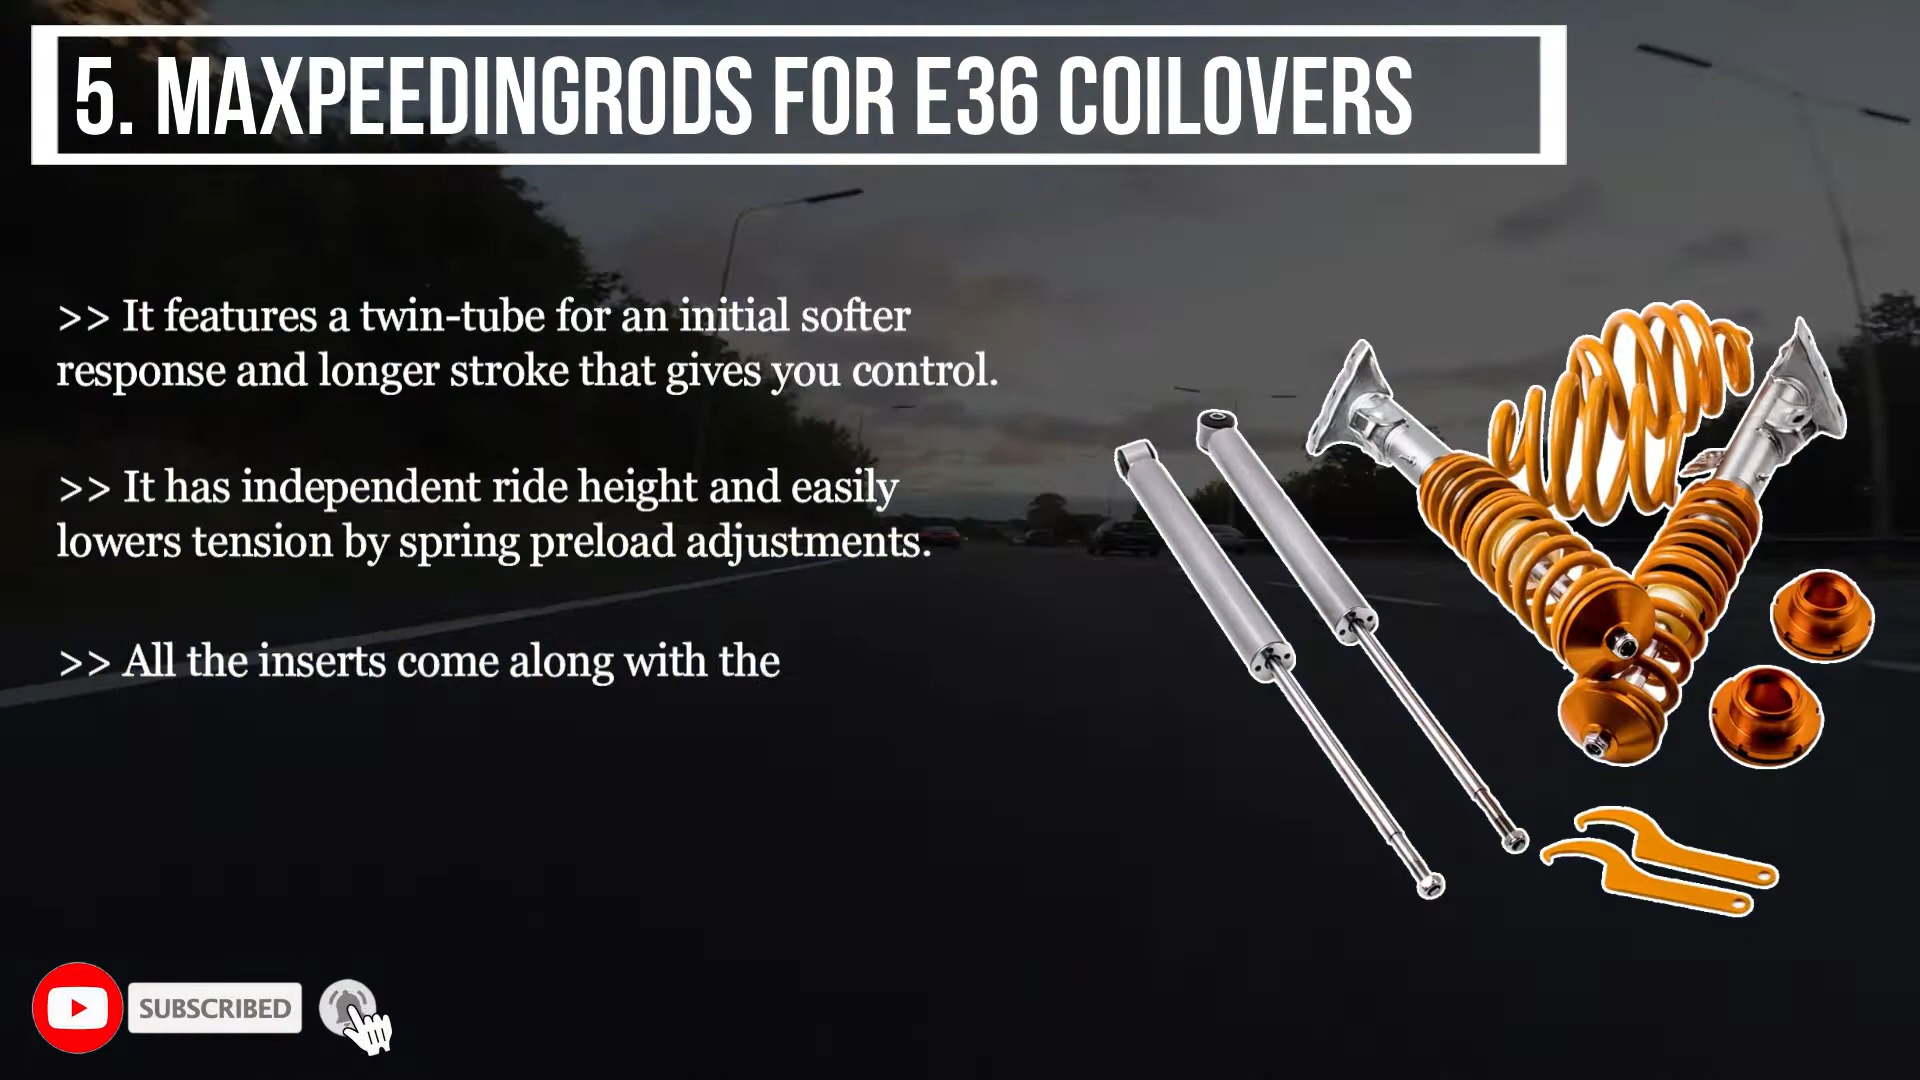 5. MAXPEEDINGRODS FOR E36 COILOVERS
>> It features a twin-tube for an initial softer
response and longer stroke that gives you control.
>> It has independent ride height and easily
lowers tension by spring preload adjustments.
>> All the inserts come along with the
SUBSCRIBED